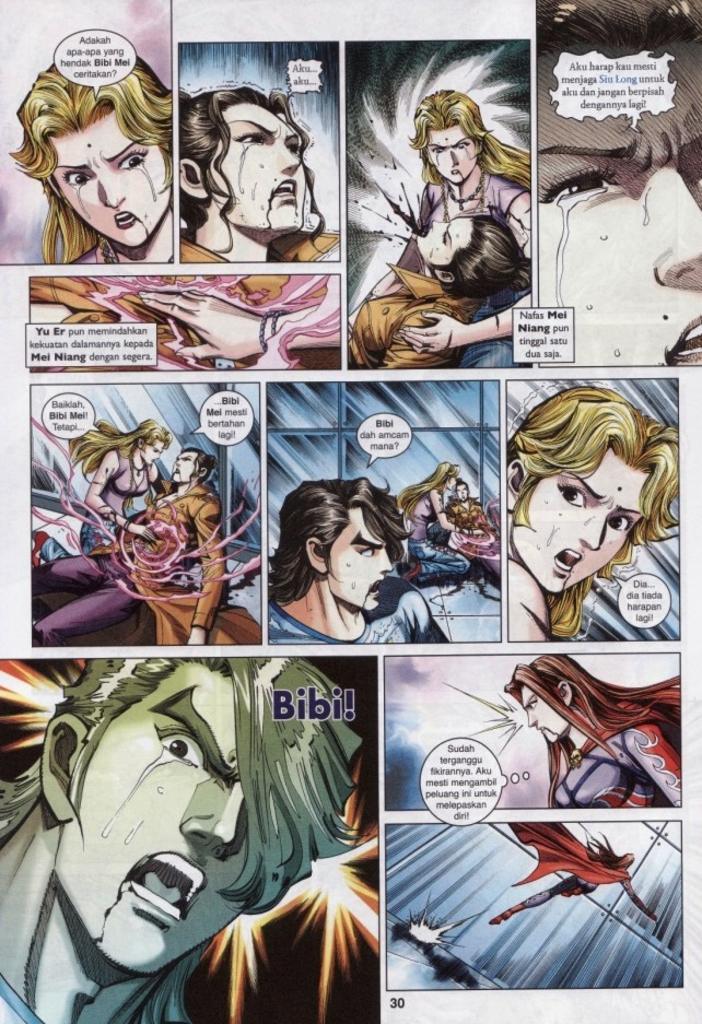 Adakah
apa-apa yang
hendak Bibi Mei
ceritakan?
Aku...
aku...
Aku harap kau mesti
menjaga Siu Long untuk
aku dan jangan berpisah
dengannya lagi!
Yu Er pun memindahkan
kekuatan dalamannya kepada
Mei Niang dengan segera.
Nafas Mei
Niang pun
tinggal satu
dua saja.
Baiklah,
Bibi Mei!
Tetapi...
...Bibi
Mei mesti
bertahan
lagi!
Bibi
dah amcam
mana?
Dia...
dia tiada
harapan
lagi!
Bibi!
Sudah
terganggu
fikirannya. Aku
mesti mengambil
peluang ini untuk
melepaskan
diri!
30